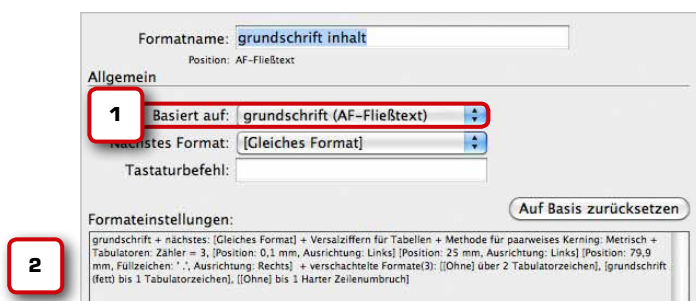 Formatname: grundschrift inhalt
Position: AF-Fließtext
Allgemein
1
Basiert auf: grundschrift (AF-Fließtext)
Nächstes Format: [Gleiches Format]
Tastaturbefehl:
Auf Basis zurücksetzen
Formateinstellungen:
2
grundschrift + nächstes: [Gleiches Format] + Versalziffern für Tabellen + Methode für paarweises Kerning: Metrisch +
Tabulatoren: Zähler = 3, [Position: 0,1 mm, Ausrichtung: Links] [Position: 25 mm, Ausrichtung: Links] [Position: 79,9
mm, Füllzeichen: ' .', Ausrichtung: Rechts] + verschachtelte Formate(3): [[Ohne] über 2 Tabulatorzeichen], [grundschrift
(fett) bis 1 Tabulatorzeichen], [[Ohne] bis 1 Harter Zeilenumbruch]